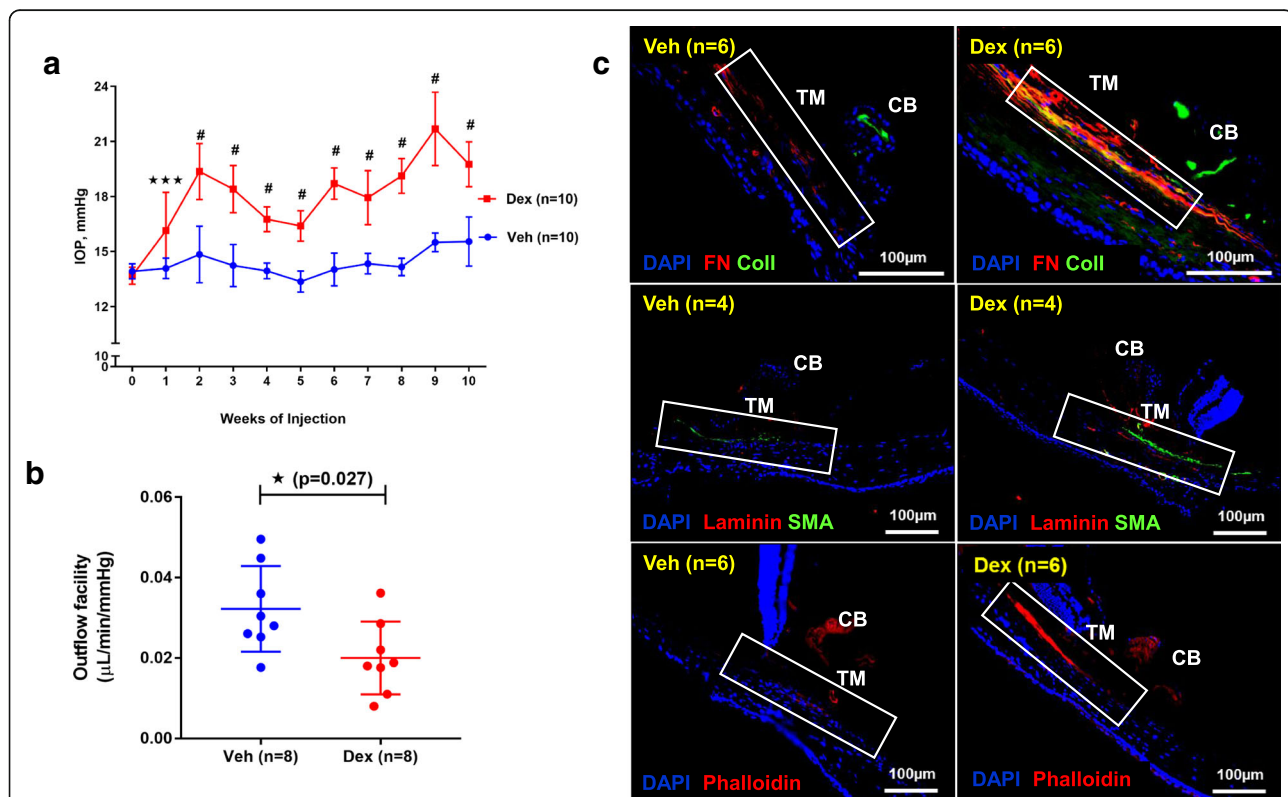 a
24
21
18
15
12
10
0
IOP, mmHg
★★★
#
#
#
#
#
#
#
#
#
Dex (n=10)
Veh (n=10)
0 1 2 3 4 5 6 7 8 9 10
Weeks of Injection
b
★ (p=0.027)
0.06
0.04
0.02
0.00
Outflow facility
(μL/min/mmHg)
Veh (n=8) Dex (n=8)
c
Veh (n=6)
TM
CB
DAPI FN Coll
100μm
Dex (n=6)
TM
CB
DAPI FN Coll
100μm
Veh (n=4)
CB
TM
DAPI Laminin SMA
100μm
Dex (n=4)
CB
TM
DAPI Laminin SMA
100μm
Veh (n=6)
CB
TM
DAPI Phalloidin
100μm
Dex (n=6)
TM
CB
DAPI Phalloidin
100μm